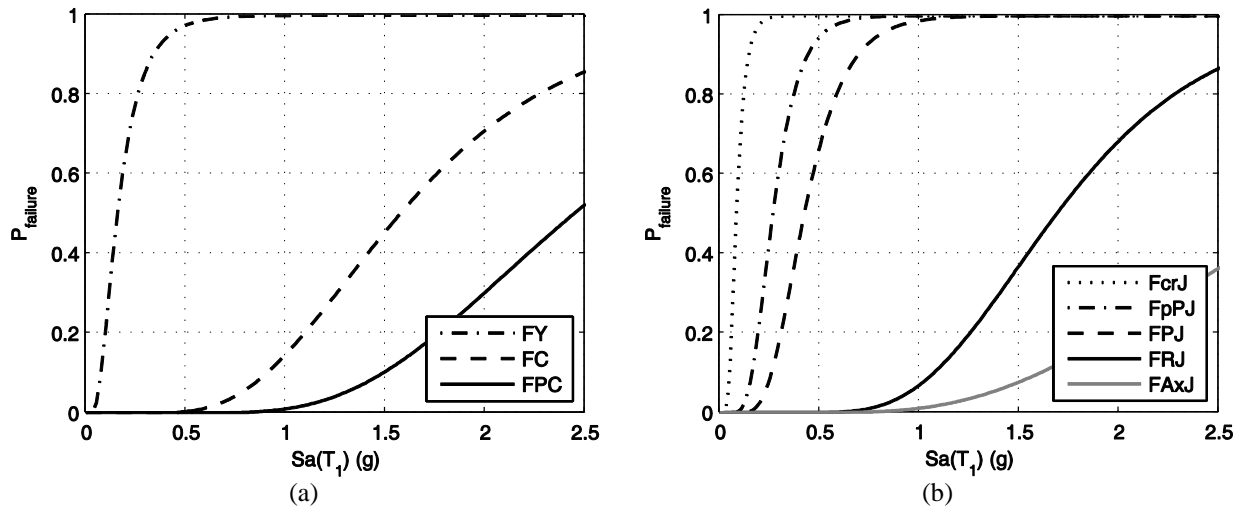 1
0.8
0.6
0.4
0.2
0
P_failure
0 0.5 1 1.5 2 2.5
Sa(T_1) (g)
FY
FC
FPC
(a)
1
0.8
0.6
0.4
0.2
0
P_failure
0 0.5 1 1.5 2 2.5
Sa(T_1) (g)
FcrJ
FpPJ
FPJ
FRJ
FAxJ
(b)